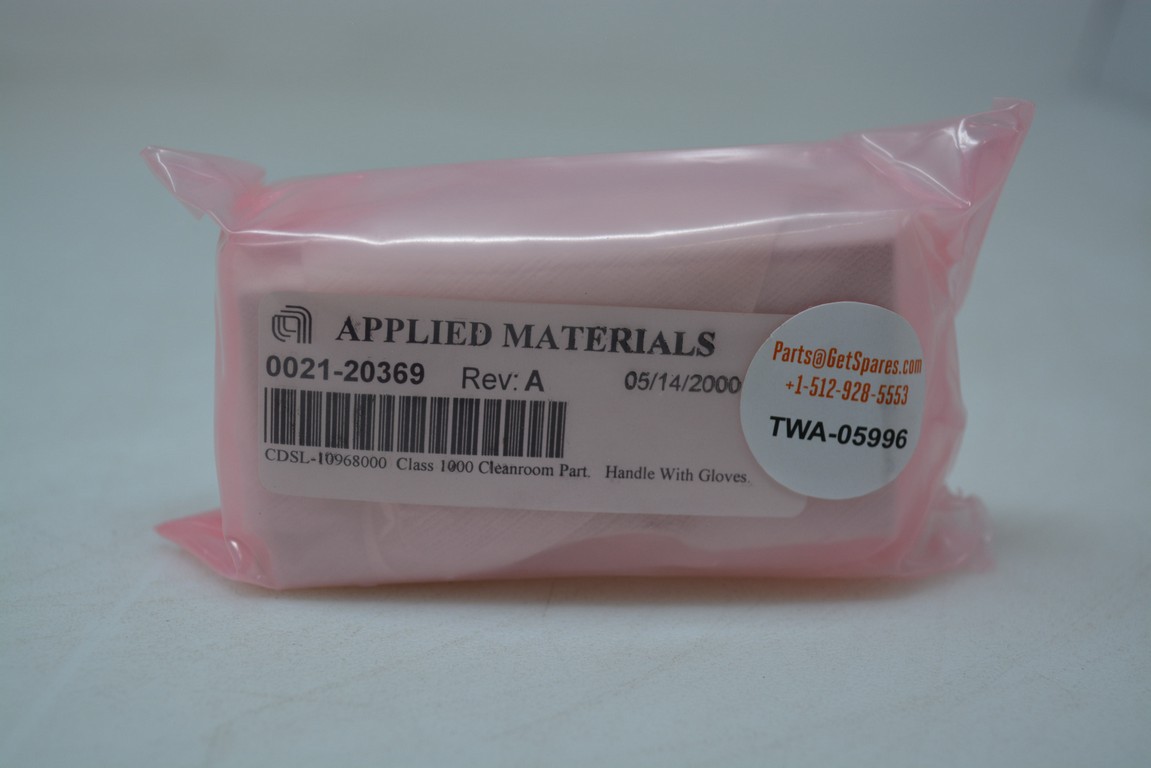 APPLIED MATERIALS
0021-20369 Rev: A 05/14/2000
CDSL-10968000 Class 1000 Cleanroom Part. Handle With Gloves.
Parts@GetSpares.com
+1-512-928-5553
TWA-05996